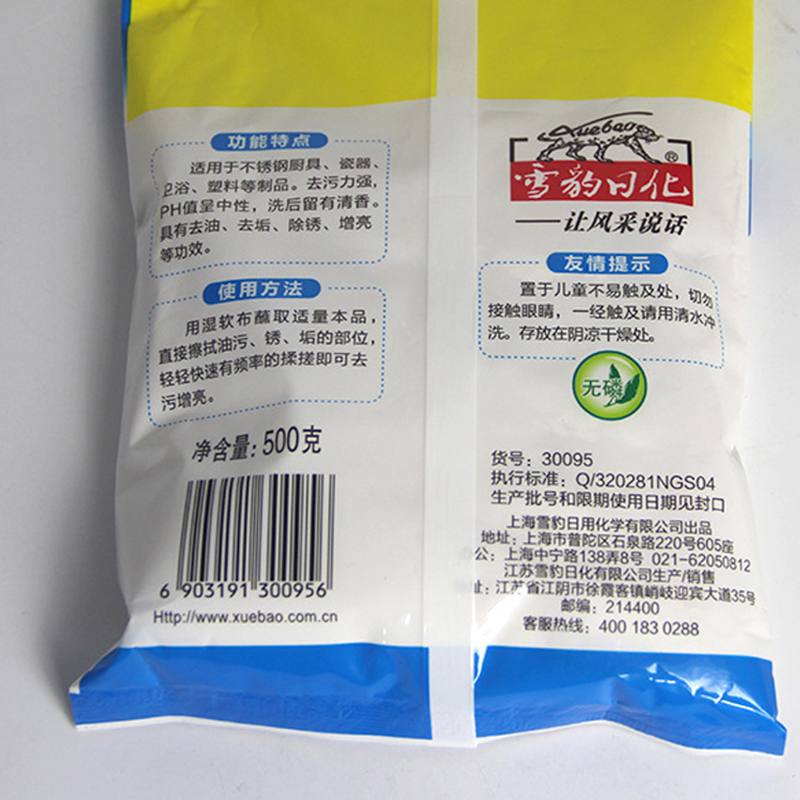 功能特点
适用于不锈钢厨具、瓷器、
卫浴、塑料等制品。去污力强,
PH值呈中性，洗后留有清香。
具有去油、去垢、除锈、增亮
等功效。
使用方法
用湿软布蘸取适量本品，
直接擦拭油污、锈、垢的部位，
轻轻快速有频率的揉搓即可去
污增亮。
净含量: 500克
6 903191 300956
Http://www.xuebao.com.cn
Xuebao
®
雪豹日化
——让风采说话
友情提示
置于儿童不易触及处，切勿
接触眼睛，一经触及请用清水冲
洗。存放在阴凉干燥处。
无磷
货号：30095
执行标准：Q/320281NGS04
生产批号和限期使用日期见封口
上海雪豹日用化学有限公司出品
地址：上海市普陀区石泉路220号605座
公：上海中宁路138弄8号 021-62050812
江苏雪豹日化有限公司生产/销售
址：江苏省江阴市徐霞客镇峭岐迎宾大道35号
邮编：214400
客服热线：400 183 0288